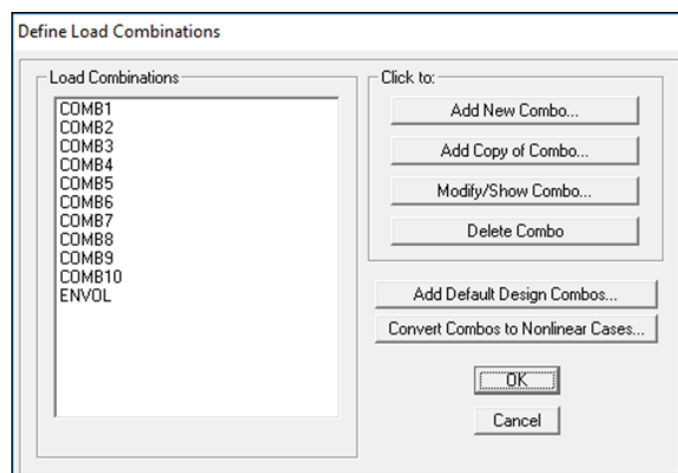 Define Load Combinations
Load Combinations
COMB1
COMB2
COMB3
COMB4
COMB5
COMB6
COMB7
COMB8
COMB9
COMB10
ENVOL
Click to:
Add New Combo...
Add Copy of Combo...
Modify/Show Combo...
Delete Combo
Add Default Design Combos...
Convert Combos to Nonlinear Cases...
OK
Cancel